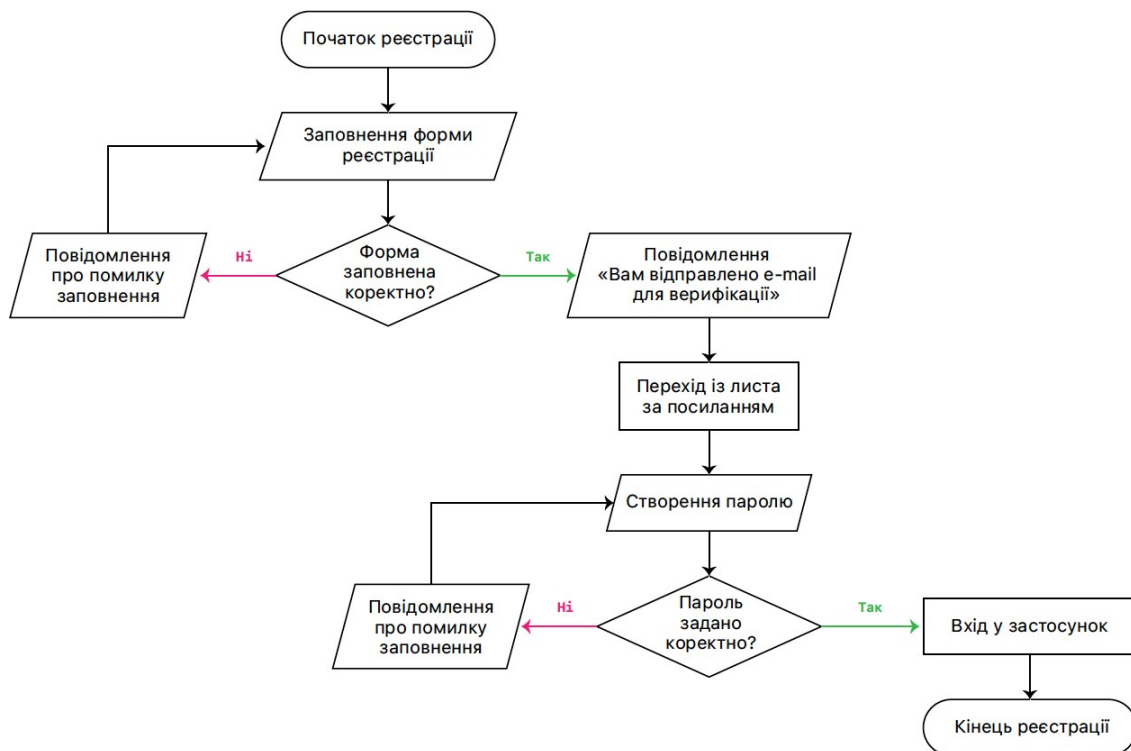 Початок реєстрації
Заповнення форми
реєстрації
Повідомлення
про помилку
заповнення
Ні
Форма
заповнена
коректно?
Так
Повідомлення
«Вам відправлено e-mail
для верифікації»
Перехід із листа
за посиланням
Створення паролю
Повідомлення
про помилку
заповнення
Ні
Пароль
задано
коректно?
Так
Вхід у застосунок
Кінець реєстрації